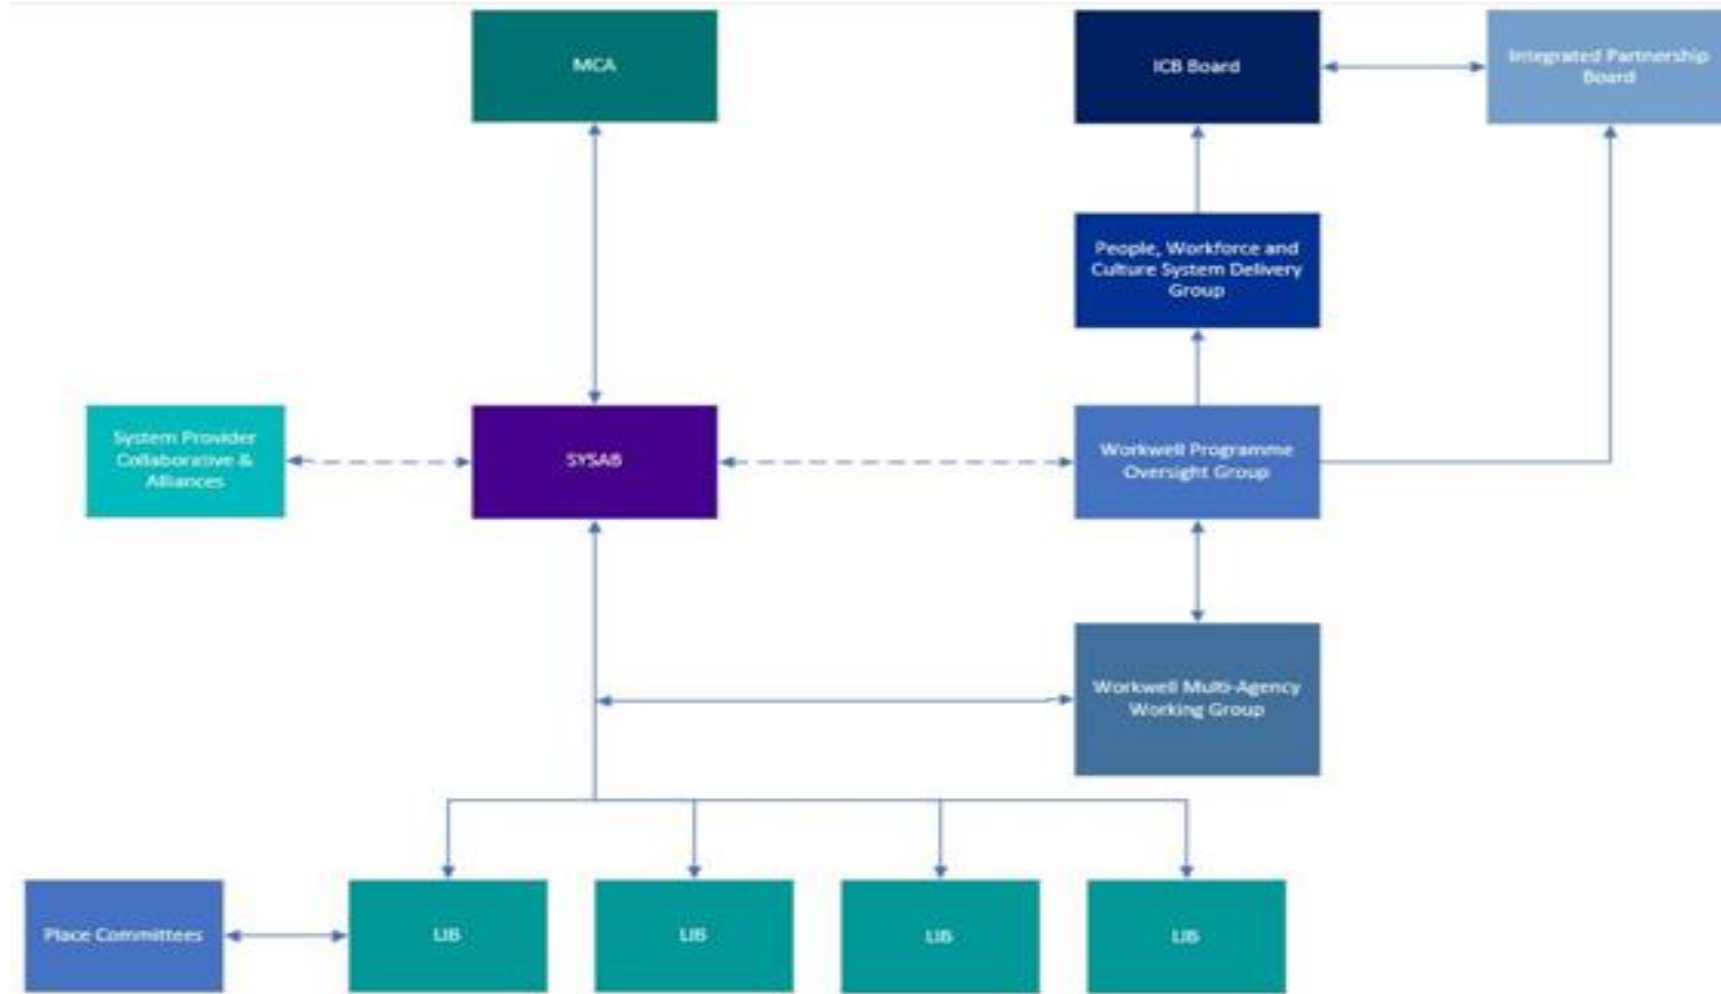 MCA
ICB Board
Integrated Partnership
Board
People, Workforce and
Culture System Delivery
Group
System Provider
Collaborative &
Alliances
SYSAB
Workwell Programme
Oversight Group
Workwell Multi-Agency
Working Group
Place Committees
LIB
LIB
LIB
LIB